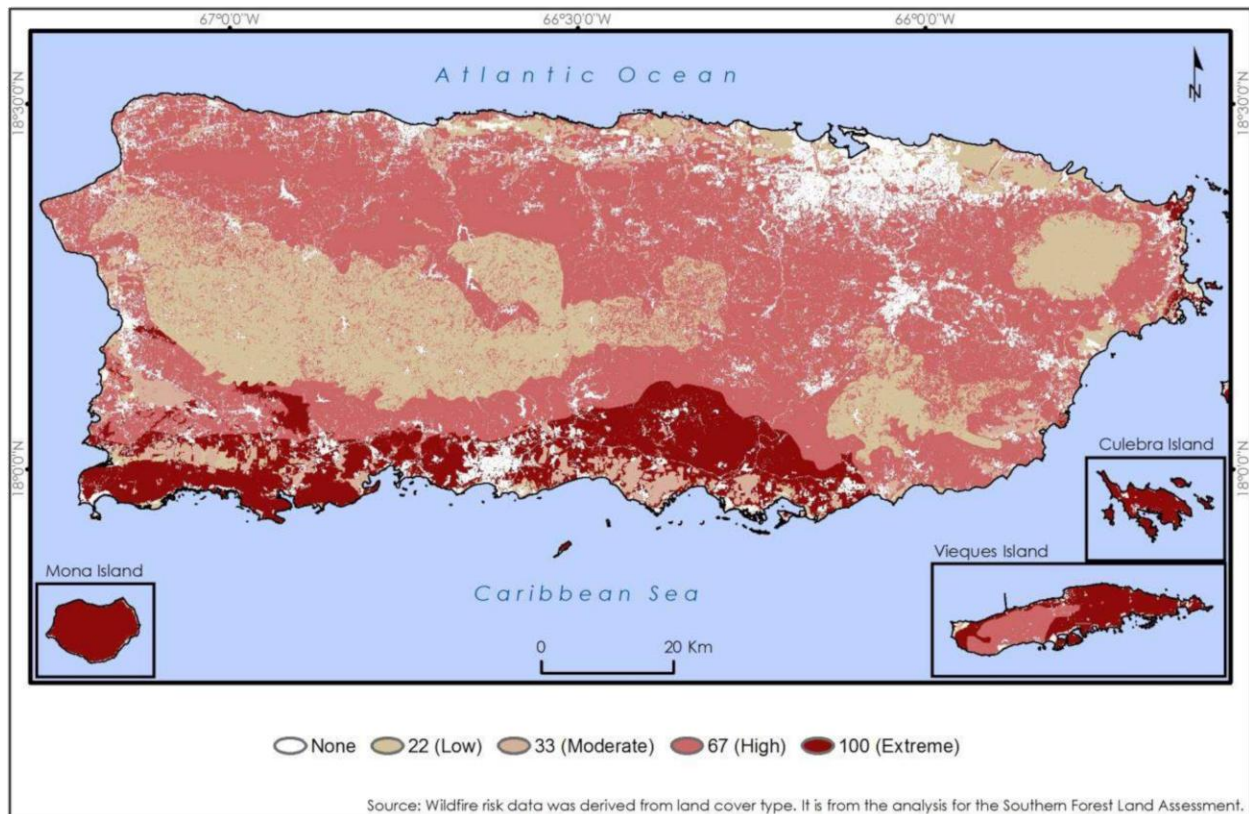 67°0'0"W 66°30'0"W 66°0'0"W
Atlantic Ocean
N
18°30'0"N 18°30'0"N
18°0'0"N 18°0'0"N
Culebra Island
Vieques Island
Mona Island
Caribbean Sea
0 20 Km
None 22 (Low) 33 (Moderate) 67 (High) 100 (Extreme)
Source: Wildfire risk data was derived from land cover type. It is from the analysis for the Southern Forest Land Assessment.